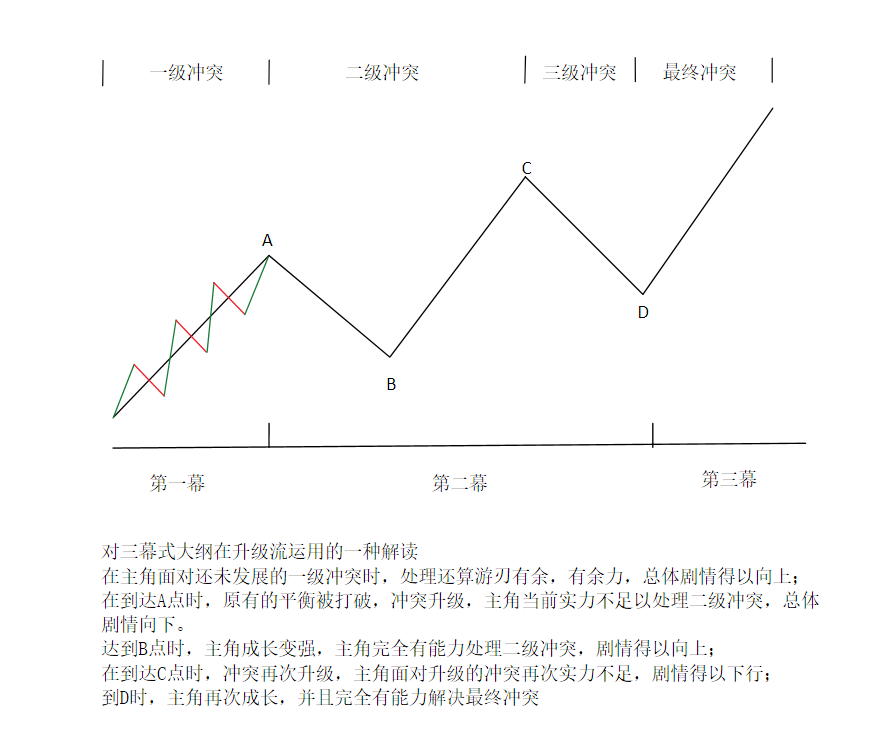 一级冲突 二级冲突 三级冲突 最终冲突
C
A
D
B
第一幕 第二幕 第三幕
对三幕式大纲在升级流运用的一种解读
在主角面对还未发展的一级冲突时，处理还算游刃有余，有余力，总体剧情得以向上；
在到达A点时，原有的平衡被打破，冲突升级，主角当前实力不足以处理二级冲突，总体
剧情向下。
达到B点时，主角成长变强，主角完全有能力处理二级冲突，剧情得以向上；
在到达C点时，冲突再次升级，主角面对升级的冲突再次实力不足，剧情得以下行；
到D时，主角再次成长，并且完全有能力解决最终冲突